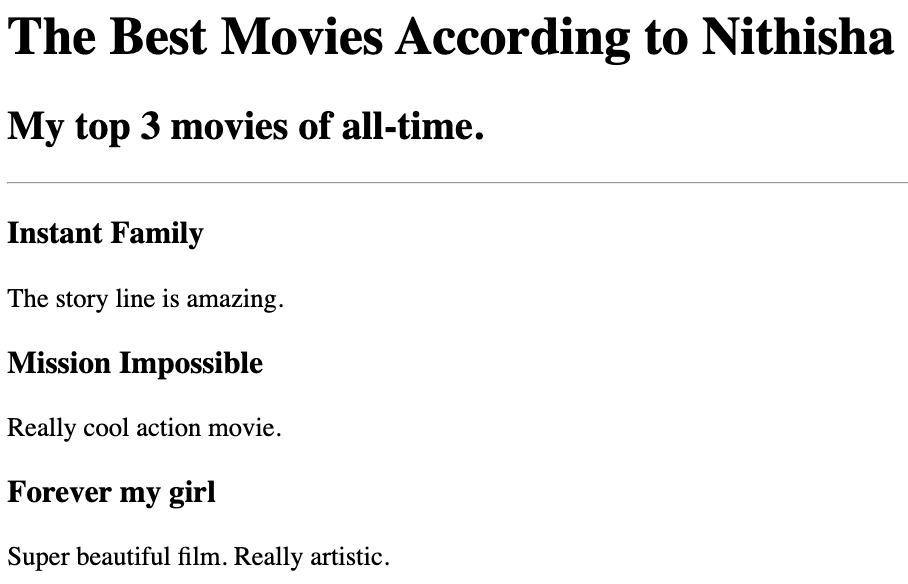 The Best Movies According to Nithisha
My top 3 movies of all-time.
Instant Family
The story line is amazing.
Mission Impossible
Really cool action movie.
Forever my girl
Super beautiful film. Really artistic.